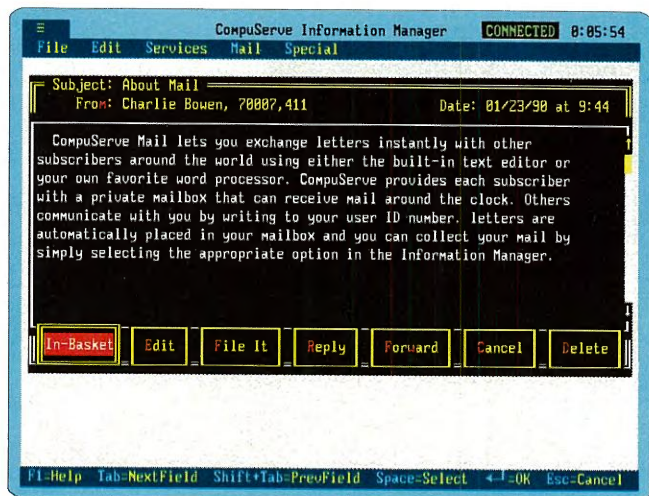 ≡ CompuServe Information Manager CONNECTED 0:05:54
File Edit Services Mail Special
Subject: About Mail
From: Charlie Bowen, 70007,411 Date: 01/23/90 at 9:44
CompuServe Mail lets you exchange letters instantly with other
subscribers around the world using either the built-in text editor or
your own favorite word processor. CompuServe provides each subscriber
with a private mailbox that can receive mail around the clock. Others
communicate with you by writing to your user ID number. letters are
automatically placed in your mailbox and you can collect your mail by
simply selecting the appropriate option in the Information Manager.
In-Basket Edit File It Reply Forward Cancel Delete
F1=Help Tab=NextField Shift+Tab=PrevField Space=Select ◄─┘=OK Esc=Cancel